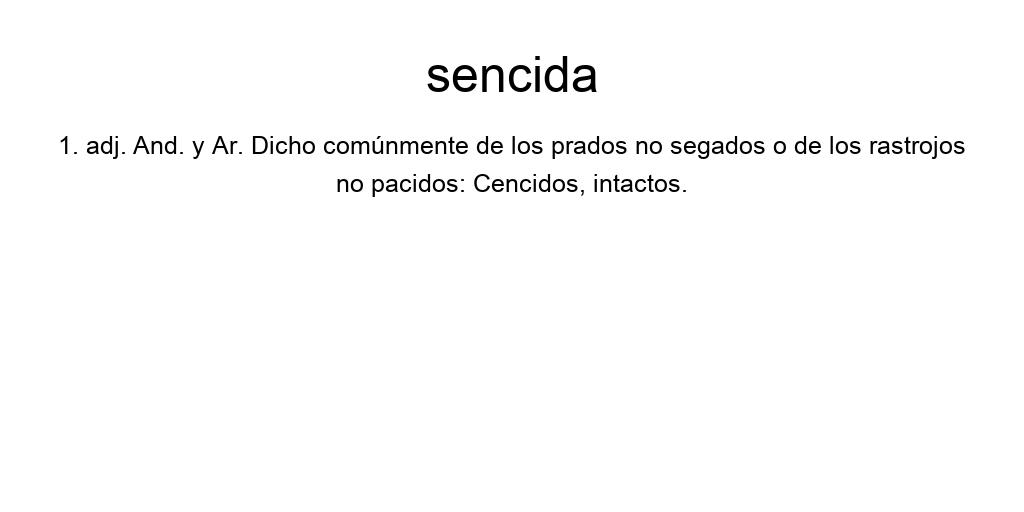 sencida
1. adj. And. y Ar. Dicho comúnmente de los prados no segados o de los rastrojos
no pacidos: Cencidos, intactos.